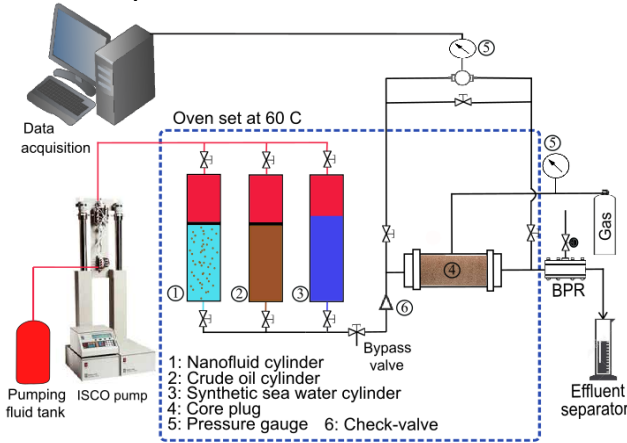 Data
acquisition
Oven set at 60 C
5
5
Gas
1
2
3
4
6
BPR
Bypass
valve
Pumping
fluid tank
ISCO pump
1: Nanofluid cylinder
2: Crude oil cylinder
3: Synthetic sea water cylinder
4: Core plug
5: Pressure gauge 6: Check-valve
Effluent
separator